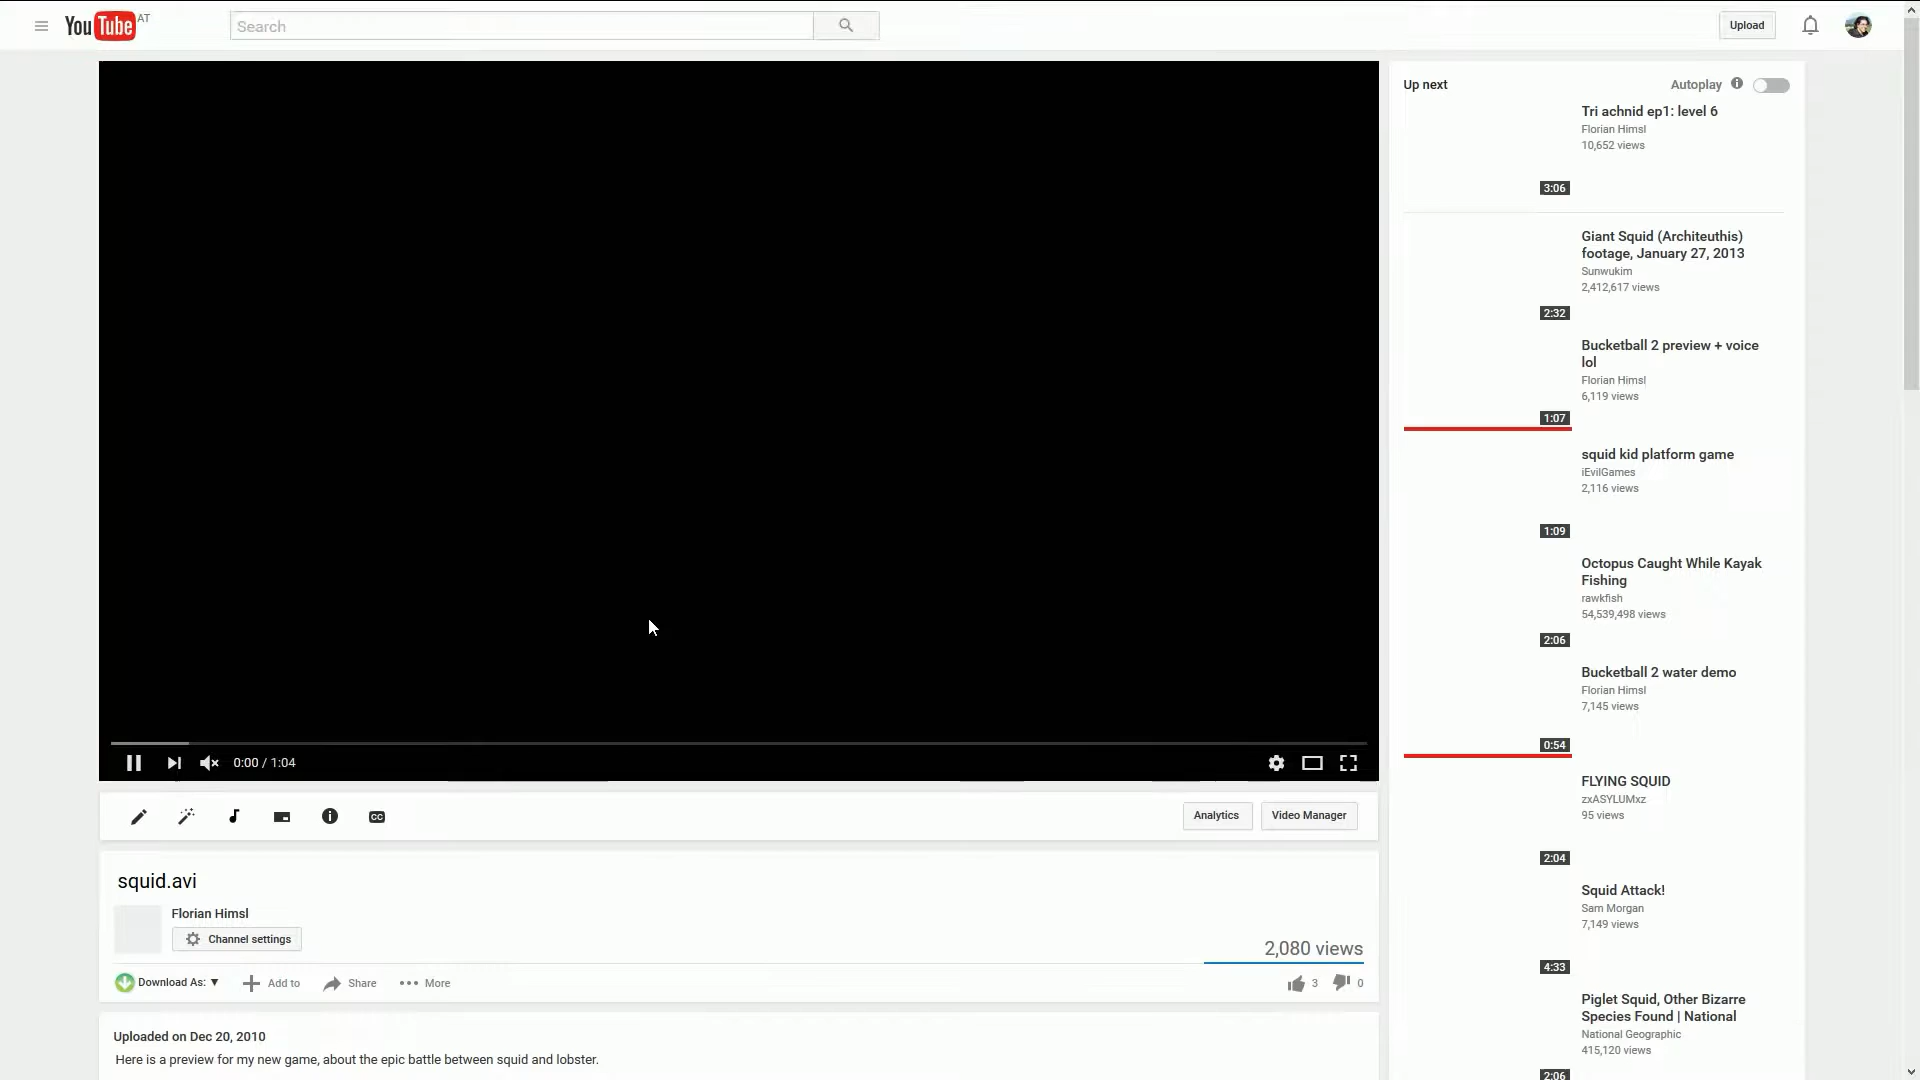 YouTube AT
Search
Upload
0:00 / 1:04
CC
Analytics
Video Manager
squid.avi
Florian Himsl
Channel settings
2,080 views
Download As: ▼
Add to
Share
More
3
0
Uploaded on Dec 20, 2010
Here is a preview for my new game, about the epic battle between squid and lobster.
Up next
Autoplay
Tri achnid ep1: level 6
Florian Himsl
10,652 views
3:06
Giant Squid (Architeuthis)
footage, January 27, 2013
Sunwukim
2,412,617 views
2:32
Bucketball 2 preview + voice
lol
Florian Himsl
6,119 views
1:07
squid kid platform game
iEvilGames
2,116 views
1:09
Octopus Caught While Kayak
Fishing
rawkfish
54,539,498 views
2:06
Bucketball 2 water demo
Florian Himsl
7,145 views
0:54
FLYING SQUID
zxASYLUMxz
95 views
2:04
Squid Attack!
Sam Morgan
7,149 views
4:33
Piglet Squid, Other Bizarre
Species Found | National
National Geographic
415,120 views
2:06